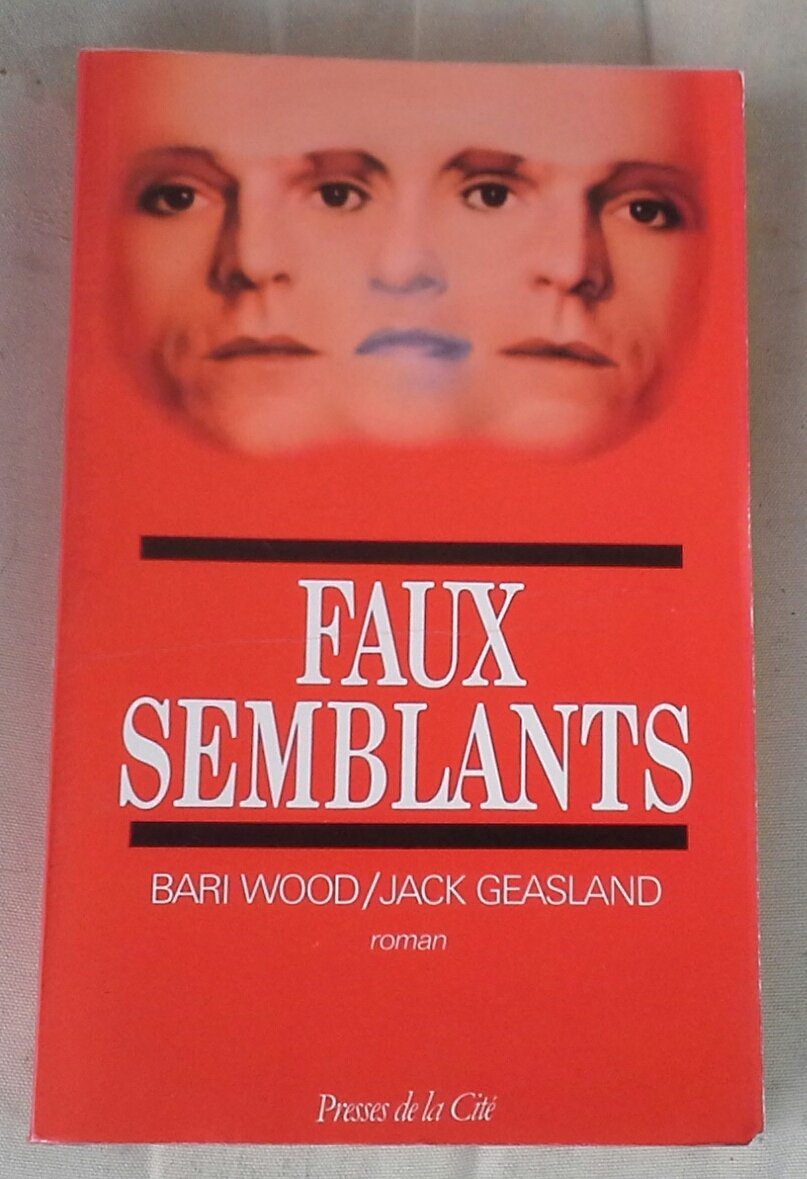 FAUX
SEMBLANTS
BARI WOOD/JACK GEASLAND
roman
Presses de la Cité